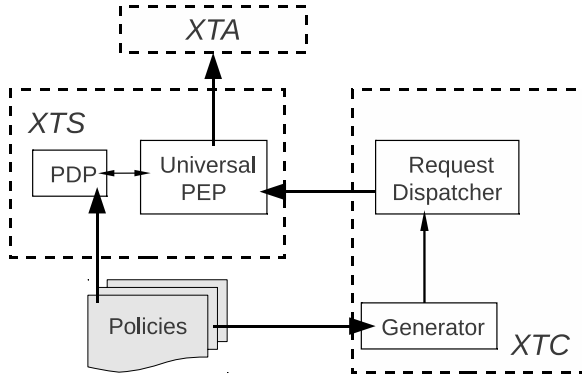 XTA
XTS
PDP
Universal
PEP
Request
Dispatcher
Policies
Generator
XTC